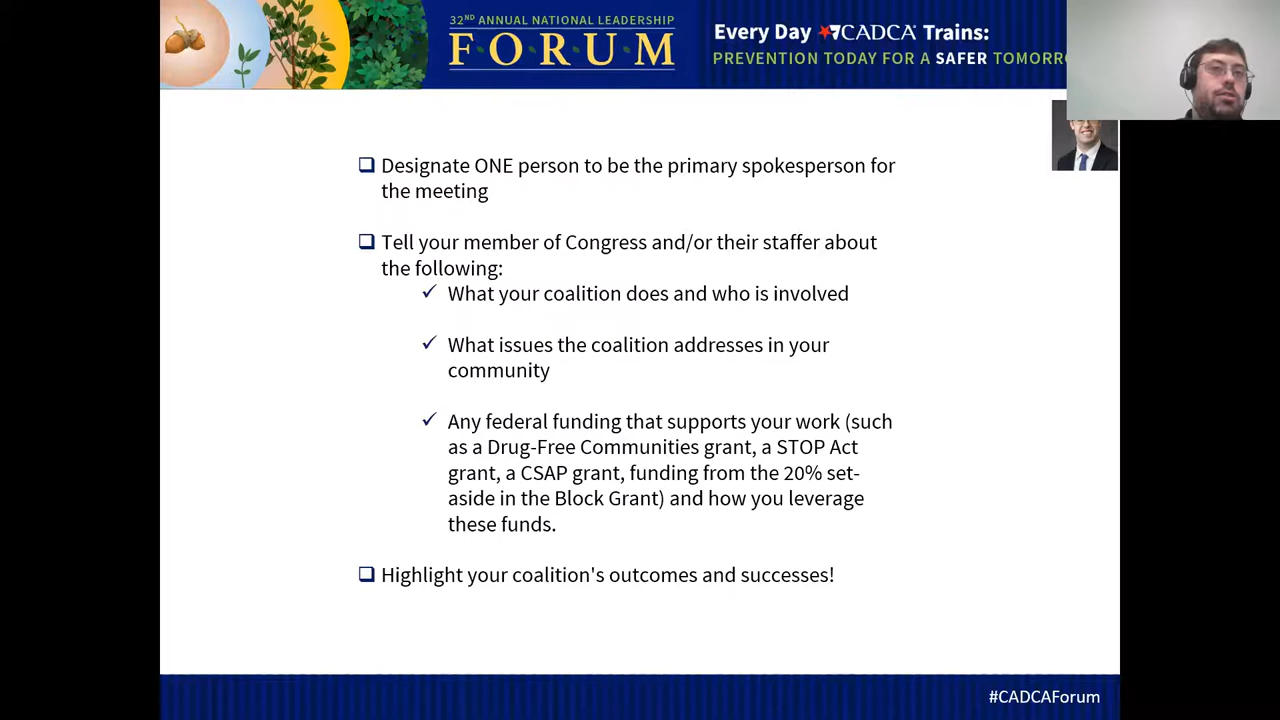 32ND ANNUAL NATIONAL LEADERSHIP
FORUM
Every Day CADCA Trains:
PREVENTION TODAY FOR A SAFER TOMORRO
Designate ONE person to be the primary spokesperson for
the meeting
Tell your member of Congress and/or their staffer about
the following:
What your coalition does and who is involved
What issues the coalition addresses in your
community
Any federal funding that supports your work (such
as a Drug-Free Communities grant, a STOP Act
grant, a CSAP grant, funding from the 20% set-
aside in the Block Grant) and how you leverage
these funds.
Highlight your coalition's outcomes and successes!
#CADCAForum